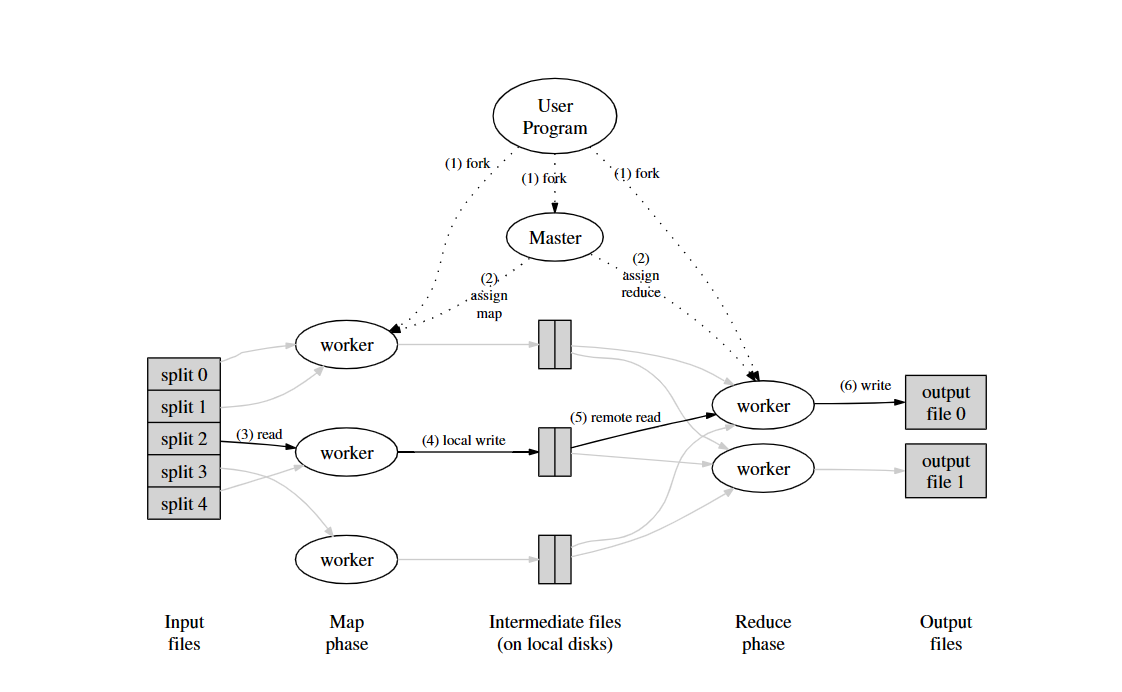 User
Program
(1) fork
(1) fork
(1) fork
Master
(2)
assign
map
(2)
assign
reduce
worker
split 0
split 1
split 2
split 3
split 4
(3) read
worker
(4) local write
worker
(5) remote read
worker
worker
(6) write
output
file 0
output
file 1
Input
files
Map
phase
Intermediate files
(on local disks)
Reduce
phase
Output
files